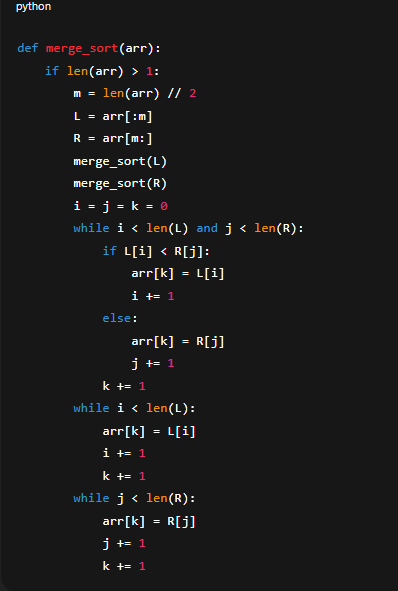 python
def merge_sort(arr):
    if len(arr) > 1:
        m = len(arr) // 2
        L = arr[:m]
        R = arr[m:]
        merge_sort(L)
        merge_sort(R)
        i = j = k = 0
        while i < len(L) and j < len(R):
            if L[i] < R[j]:
                arr[k] = L[i]
                i += 1
            else:
                arr[k] = R[j]
                j += 1
            k += 1
        while i < len(L):
            arr[k] = L[i]
            i += 1
            k += 1
        while j < len(R):
            arr[k] = R[j]
            j += 1
            k += 1